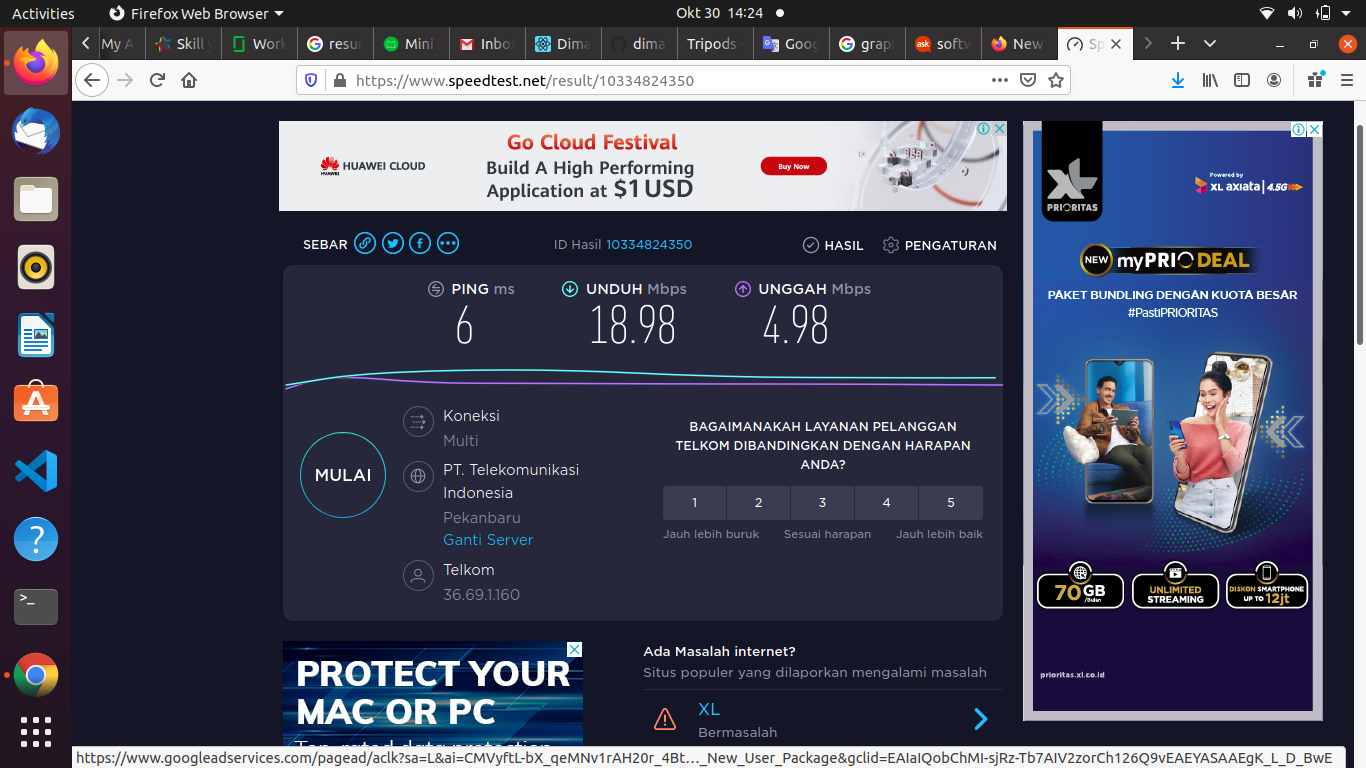 Activities
Firefox Web Browser
Okt 30 14:24
My A
Skill
Work
resur
Mini
Inbo
Dima
dima
Tripods
Goog
grap
softw
New
Sp
https://www.speedtest.net/result/10334824350
HUAWEI
HUAWEI CLOUD
Go Cloud Festival
Build A High Performing
Application at $1 USD
Buy Now
SEBAR
ID Hasil 10334824350
HASIL
PENGATURAN
PING ms
UNDUH Mbps
UNGGAH Mbps
6
18.98
4.98
MULAI
Koneksi
Multi
PT. Telekomunikasi
Indonesia
Pekanbaru
Ganti Server
Telkom
36.69.1.160
BAGAIMANAKAH LAYANAN PELANGGAN
TELKOM DIBANDINGKAN DENGAN HARAPAN
ANDA?
1 2 3 4 5
Jauh lebih buruk
Sesuai harapan
Jauh lebih baik
PROTECT YOUR
MAC OR PC
Top-rated data protection
Ada Masalah internet?
Situs populer yang dilaporkan mengalami masalah
XL
Bermasalah
XL
PRIORITAS
Powered by
XL axiata | 4.5G
NEW myPRIO DEAL
PAKET BUNDLING DENGAN KUOTA BESAR
#PastiPRIORITAS
70GB
/Bulan
UNLIMITED
STREAMING
DISKON SMARTPHONE
UP TO 12jt
prioritas.xl.co.id
https://www.googleadservices.com/pagead/aclk?sa=L&ai=CMVyftL-bX_qeMNv1rAH20r_4Bt…_New_User_Package&gclid=EAIaIQobChMI-sjRz-Tb7AIV2zorCh126Q9vEAEYASAAEgK_L_D_BwE